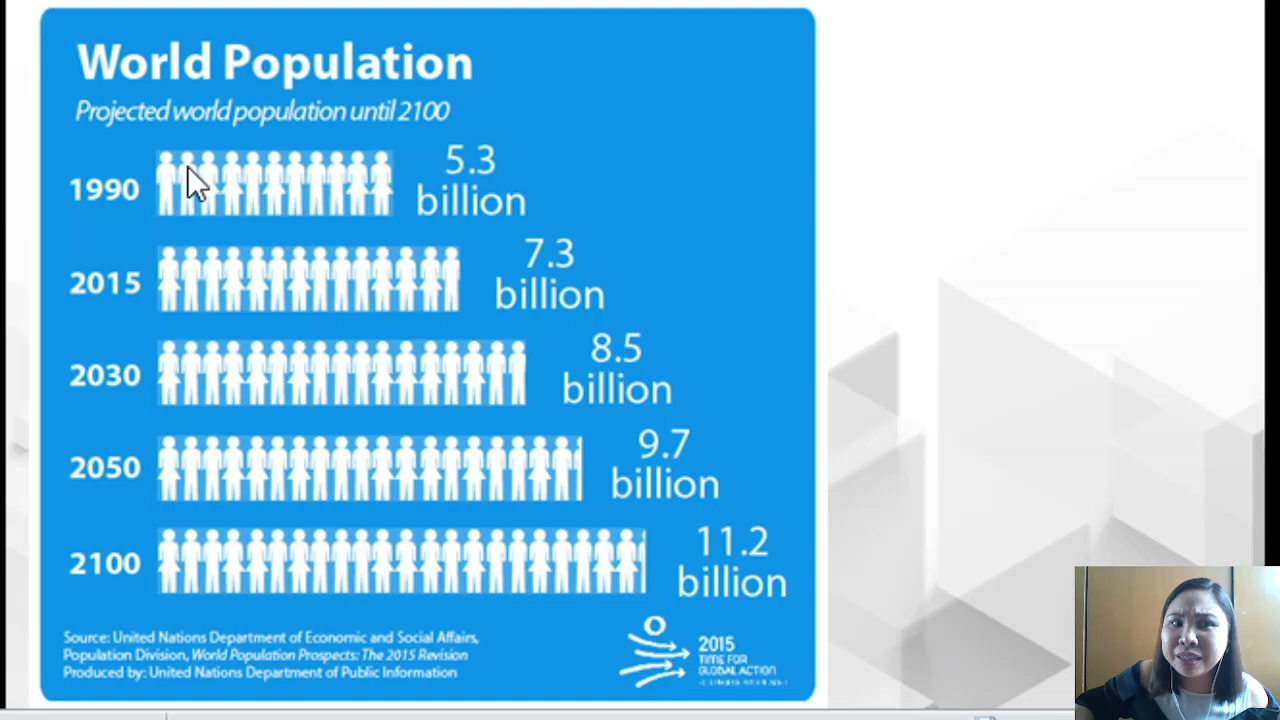 World Population
Projected world population until 2100
1990
5.3
billion
2015
7.3
billion
2030
8.5
billion
2050
9.7
billion
2100
11.2
billion
Source: United Nations Department of Economic and Social Affairs,
Population Division, World Population Prospects: The 2015 Revision
Produced by: United Nations Department of Public Information
2015
TIME FOR
GLOBAL ACTION